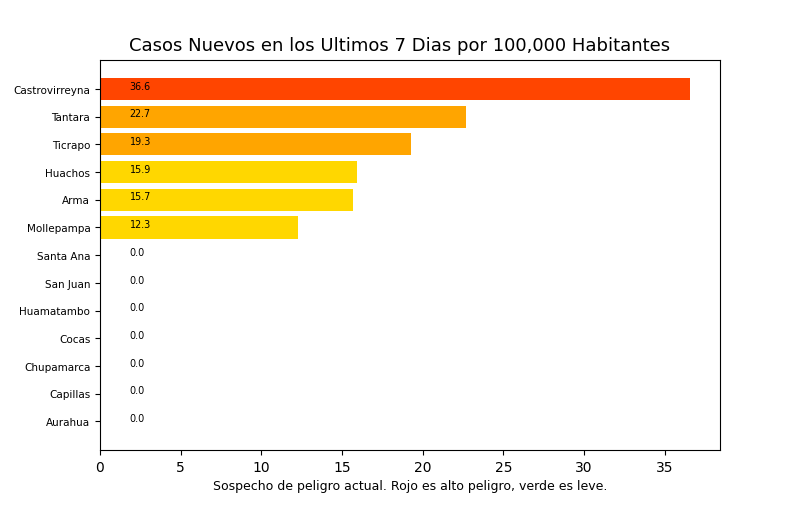 Casos Nuevos en los Ultimos 7 Dias por 100,000 Habitantes
Castrovirreyna 36.6
Tantara 22.7
Ticrapo 19.3
Huachos 15.9
Arma 15.7
Mollepampa 12.3
Santa Ana 0.0
San Juan 0.0
Huamatambo 0.0
Cocas 0.0
Chupamarca 0.0
Capillas 0.0
Aurahua 0.0
0 5 10 15 20 25 30 35
Sospecho de peligro actual. Rojo es alto peligro, verde es leve.